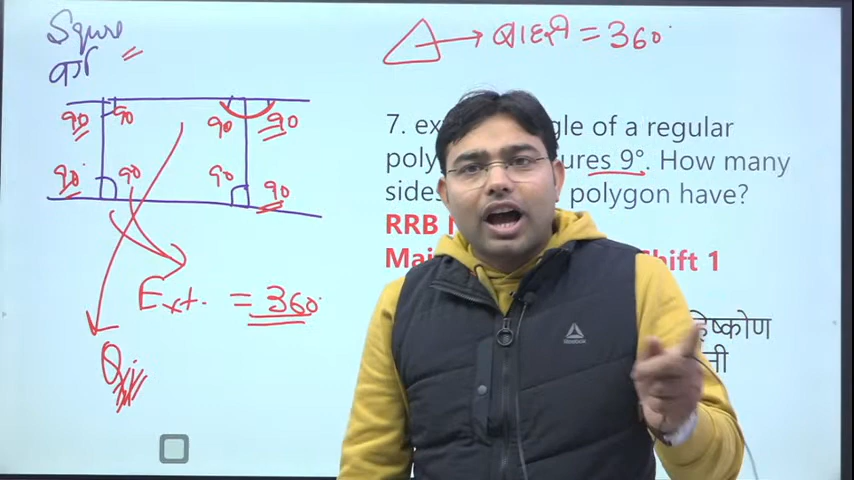 Squre
वर्ग
बाहरी = 360°
90 90 90 90
90° 90 90 90
Ext. = 360°
7. ex gle of a regular
poly ures 9°. How many
sides polygon have?
RRB
Mai hift 1
हिष्कोण
नी
Reebok